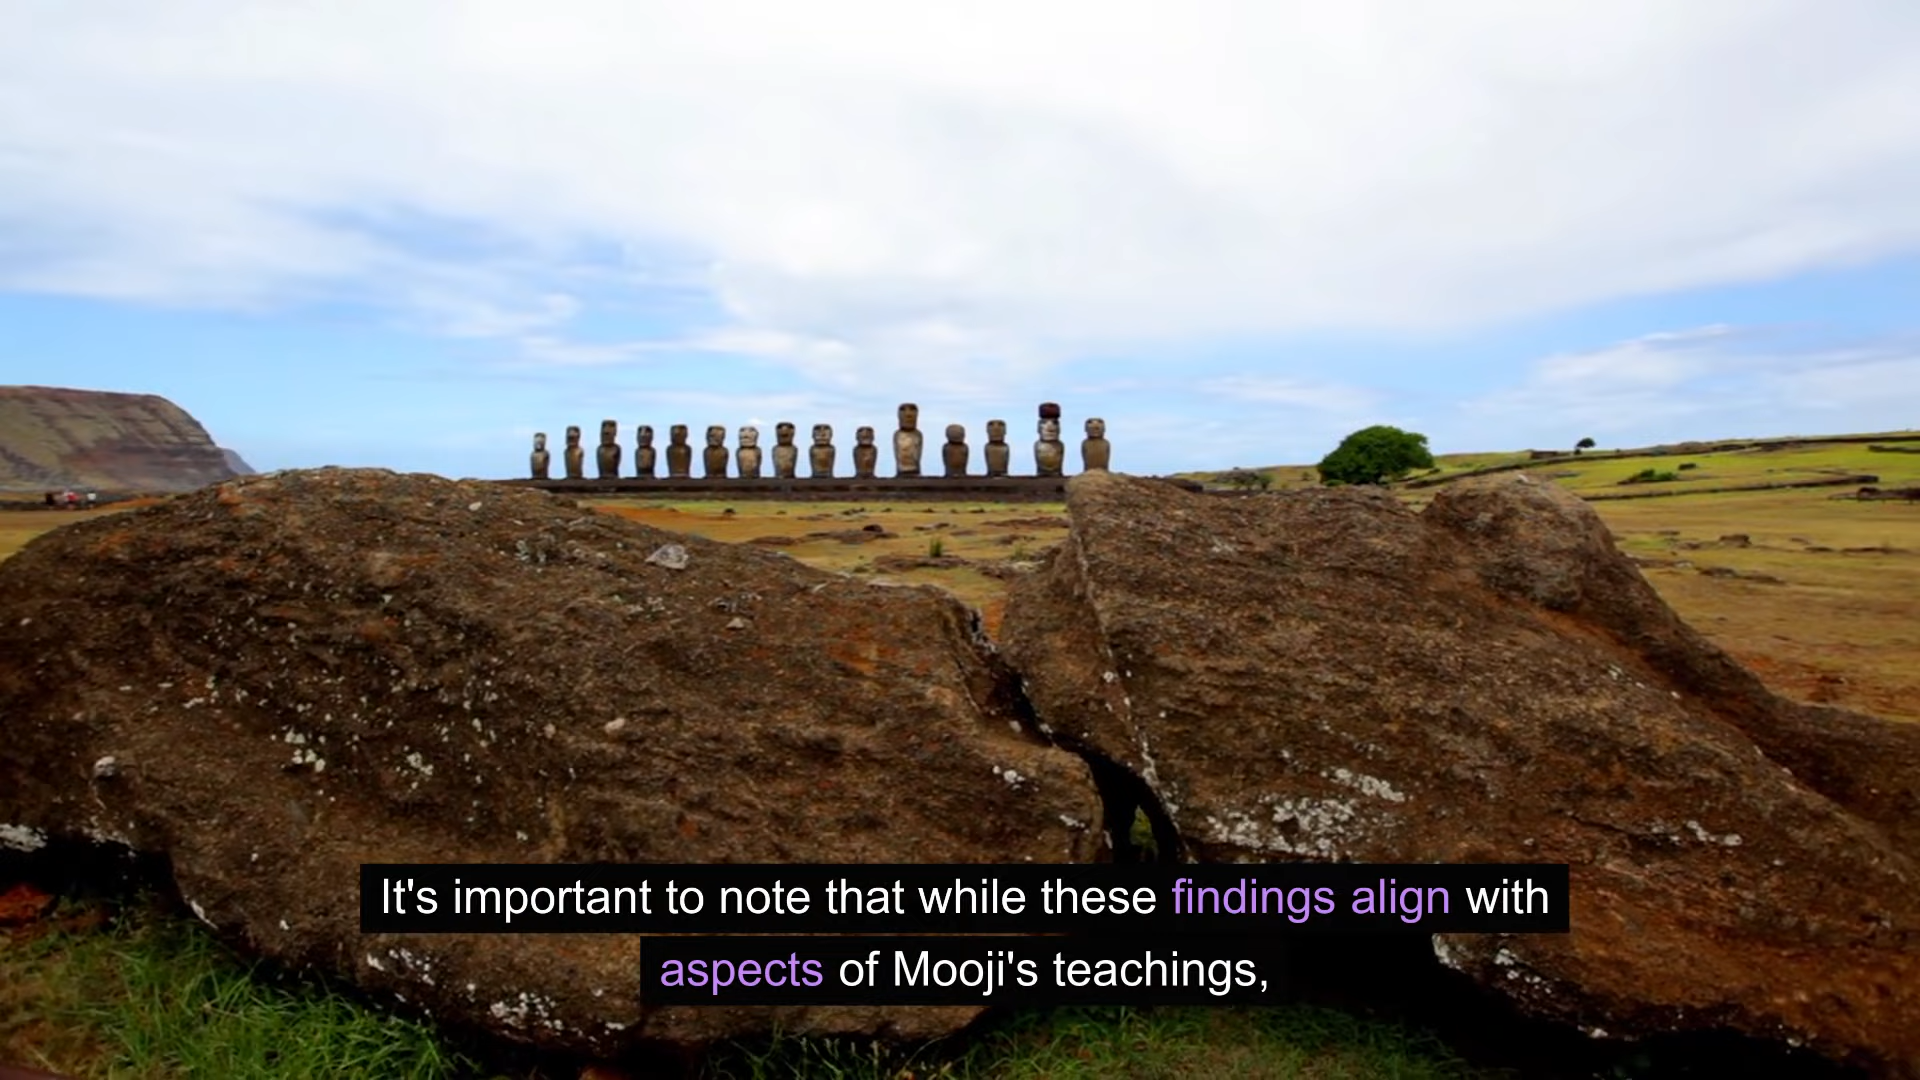 It's important to note that while these findings align with
aspects of Mooji's teachings,